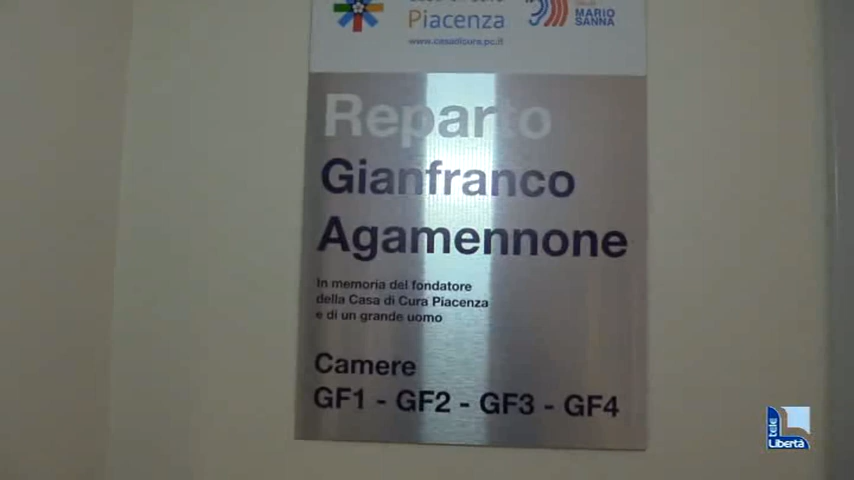 Piacenza
www.casadicura.pc.it
MARIO
SANNA
Reparto
Gianfranco
Agamennone
In memoria del fondatore
della Casa di Cura Piacenza
e di un grande uomo
Camere
GF1 - GF2 - GF3 - GF4
tele
Libertà